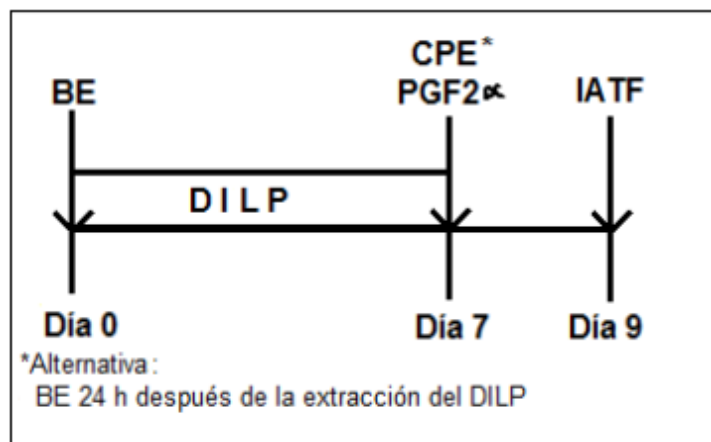 CPE*
BE PGF2α IATF
DILP
Día 0 Día 7 Día 9
*Alternativa:
BE 24 h después de la extracción del DILP